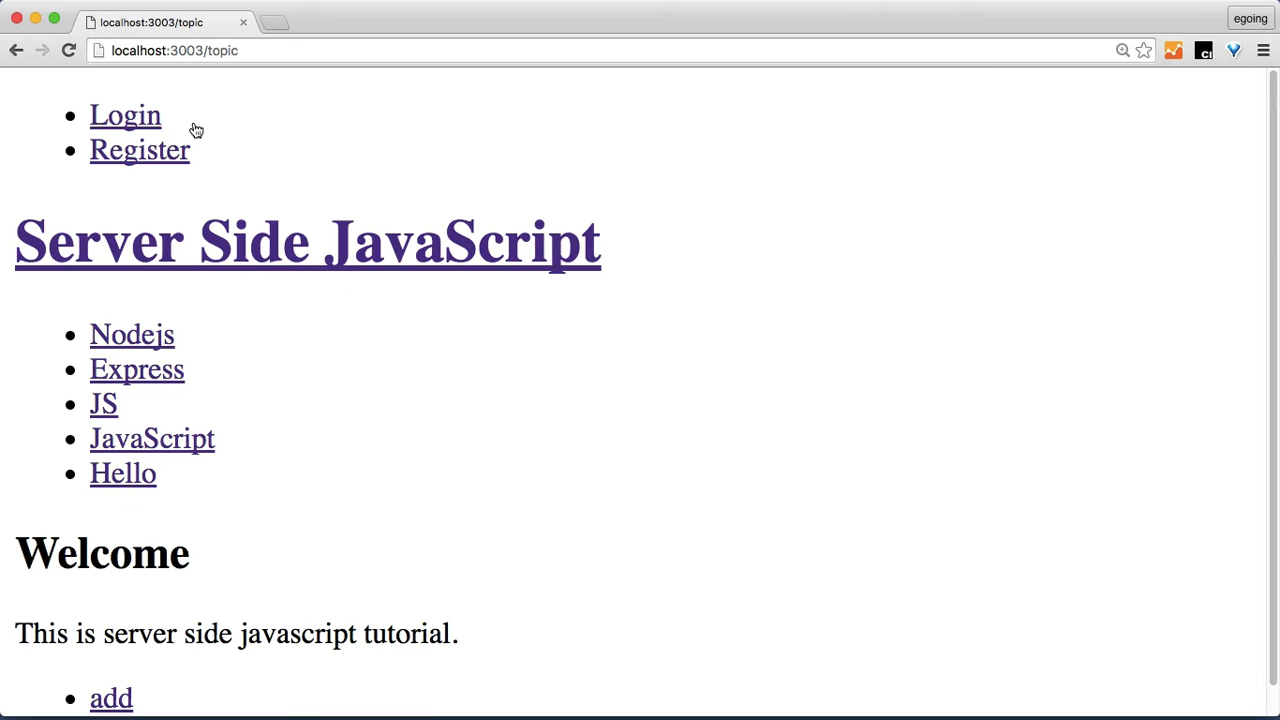 localhost:3003/topic
egoing
localhost:3003/topic
Login
Register
Server Side JavaScript
Nodejs
Express
JS
JavaScript
Hello
Welcome
This is server side javascript tutorial.
add